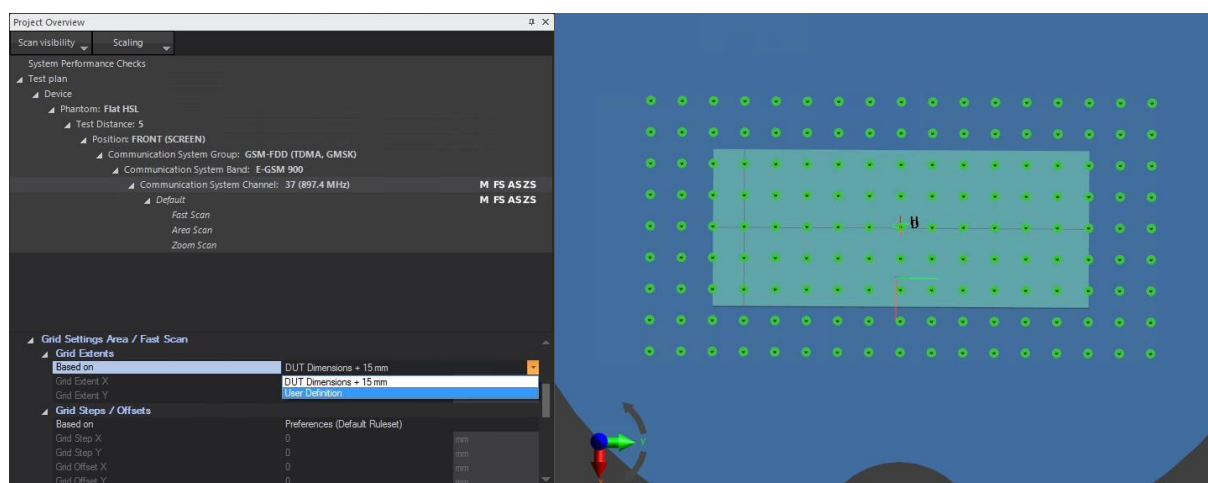 Project Overview
Scan visibility Scaling
System Performance Checks
Test plan
Device
Phantom: Flat HSL
Test Distance: 5
Position: FRONT (SCREEN)
Communication System Group: GSM-FDD (TDMA, GMSK)
Communication System Band: E-GSM 900
Communication System Channel: 37 (897.4 MHz) M FS AS ZS
Default M FS AS ZS
Fast Scan
Area Scan
Zoom Scan
Grid Settings Area / Fast Scan
Grid Extents
Based on DUT Dimensions + 15 mm
Grid Extent X DUT Dimensions + 15 mm
Grid Extent Y User Definition
Grid Steps / Offsets
Based on Preferences (Default Ruleset)
Grid Step X 0 mm
Grid Step Y 0 mm
Grid Offset X 0 mm
Grid Offset Y 0
Y